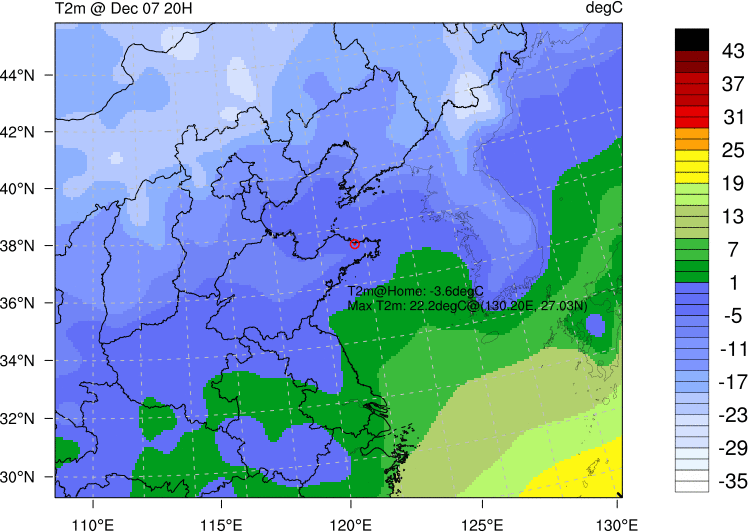 T2m @ Dec 07 20H
degC
44°N
42°N
40°N
38°N
36°N
34°N
32°N
30°N
T2m@Home: -3.6degC
Max T2m: 22.2degC@(130.20E, 27.03N)
110°E
115°E
120°E
125°E
130°E
43
37
31
25
19
13
7
1
-5
-11
-17
-23
-29
-35